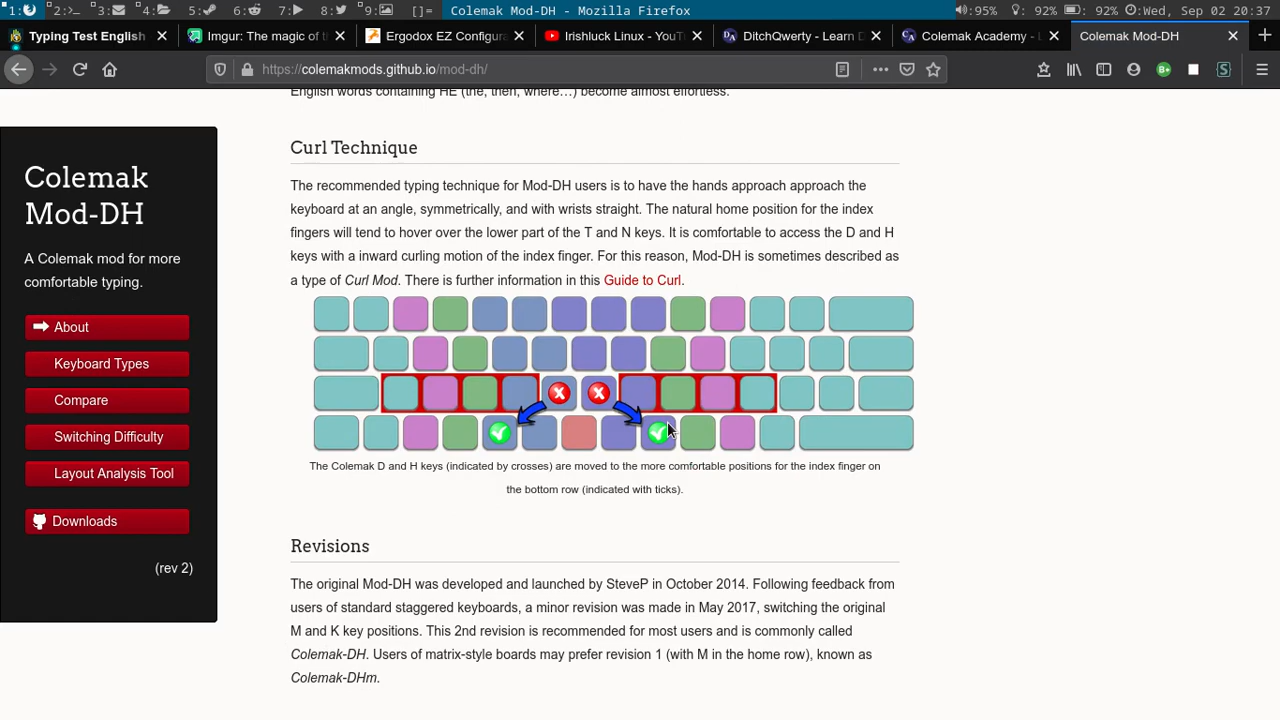 1: 2: 3: 4: 5: 6: 7: 8: 9: []= Colemak Mod-DH - Mozilla Firefox 95% : 92% : 92% :Wed, Sep 02 20:37
Typing Test English Imgur: The magic of t Ergodox EZ Configura Irishluck Linux - YouT DitchQwerty - Learn D Colemak Academy - L Colemak Mod-DH
https://colemakmods.github.io/mod-dh/
English words containing HE (the, then, where…) become almost effortless.
Colemak
Mod-DH
A Colemak mod for more
comfortable typing.
About
Keyboard Types
Compare
Switching Difficulty
Layout Analysis Tool
Downloads
(rev 2)
Curl Technique
The recommended typing technique for Mod-DH users is to have the hands approach approach the
keyboard at an angle, symmetrically, and with wrists straight. The natural home position for the index
fingers will tend to hover over the lower part of the T and N keys. It is comfortable to access the D and H
keys with a inward curling motion of the index finger. For this reason, Mod-DH is sometimes described as
a type of Curl Mod. There is further information in this Guide to Curl.
The Colemak D and H keys (indicated by crosses) are moved to the more comfortable positions for the index finger on
the bottom row (indicated with ticks).
Revisions
The original Mod-DH was developed and launched by SteveP in October 2014. Following feedback from
users of standard staggered keyboards, a minor revision was made in May 2017, switching the original
M and K key positions. This 2nd revision is recommended for most users and is commonly called
Colemak-DH. Users of matrix-style boards may prefer revision 1 (with M in the home row), known as
Colemak-DHm.